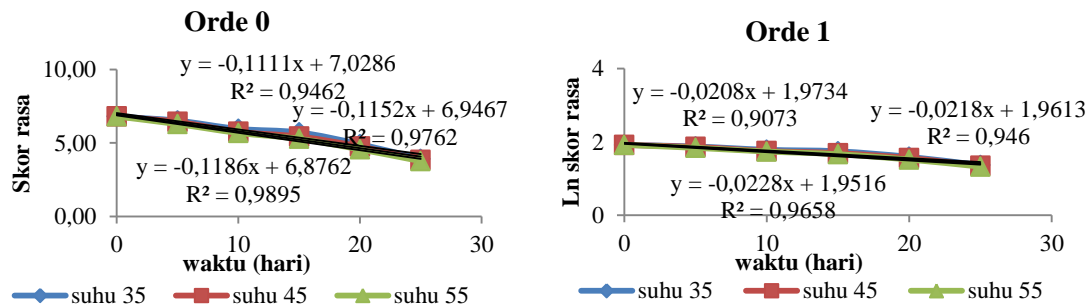 Orde 0
10,00
5,00
0,00
Skor rasa
y = -0,1111x + 7,0286
R² = 0,9462
y = -0,1152x + 6,9467
R² = 0,9762
y = -0,1186x + 6,8762
R² = 0,9895
0 10 20 30
waktu (hari)
suhu 35 suhu 45 suhu 55
Orde 1
4
2
0
Ln skor rasa
y = -0,0208x + 1,9734
R² = 0,9073
y = -0,0218x + 1,9613
R² = 0,946
y = -0,0228x + 1,9516
R² = 0,9658
0 10 20 30
waktu (hari)
suhu 35 suhu 45 suhu 55